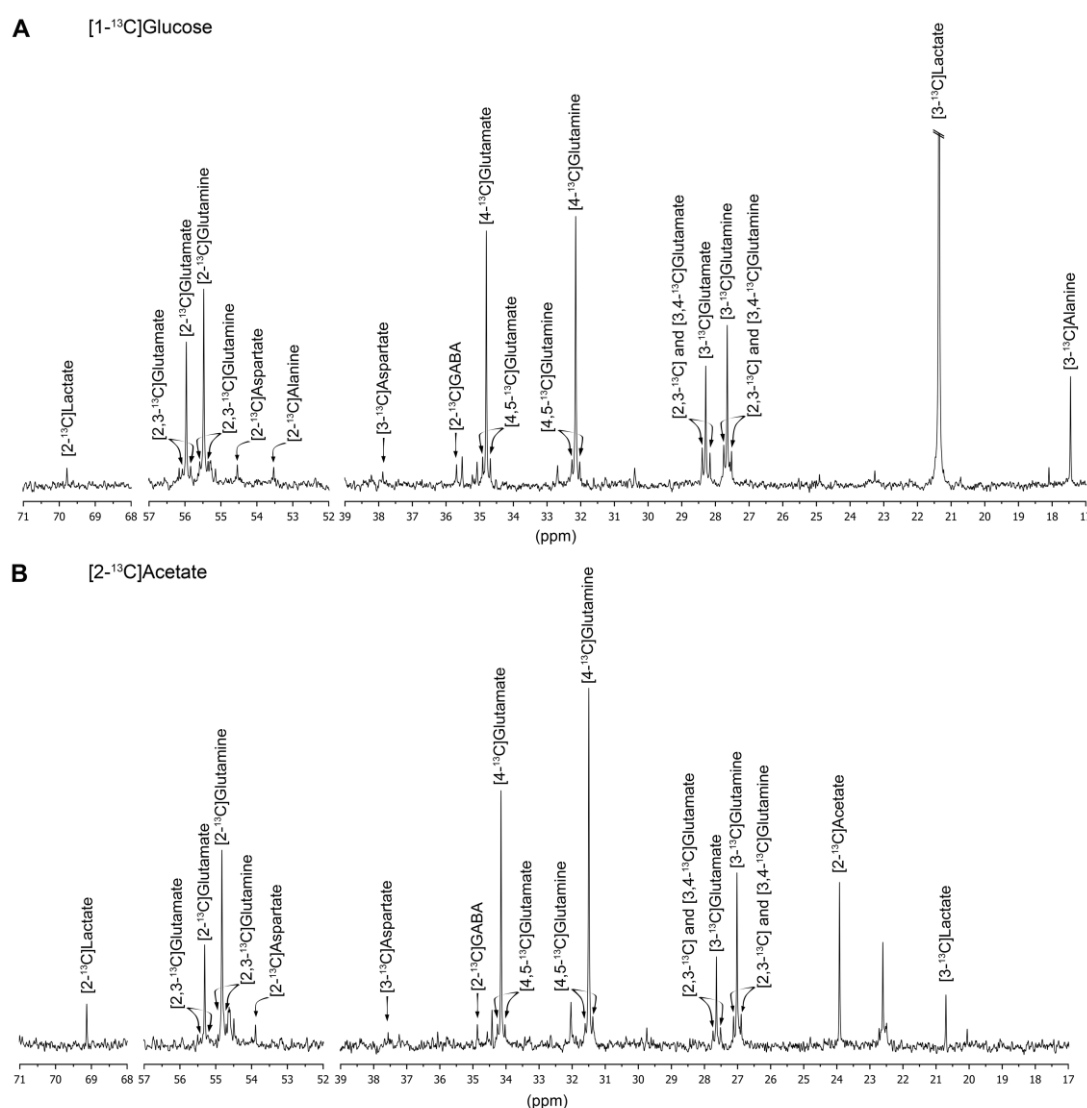 A
[1-¹³C]Glucose
[2-¹³C]Lactate
[2,3-¹³C]Glutamate
[2-¹³C]Glutamate
[2-¹³C]Glutamine
[2,3-¹³C]Glutamine
[2-¹³C]Aspartate
[2-¹³C]Alanine
[3-¹³C]Aspartate
[2-¹³C]GABA
[4-¹³C]Glutamate
[4,5-¹³C]Glutamate
[4,5-¹³C]Glutamine
[4-¹³C]Glutamine
[2,3-¹³C] and [3,4-¹³C]Glutamate
[3-¹³C]Glutamate
[3-¹³C]Glutamine
[2,3-¹³C] and [3,4-¹³C]Glutamine
[3-¹³C]Lactate
[3-¹³C]Alanine
71 70 69 68 57 56 55 54 53 52 39 38 37 36 35 34 33 32 31 30 29 28 27 26 25 24 23 22 21 20 19 18 17
(ppm)
B
[2-¹³C]Acetate
[2-¹³C]Lactate
[2,3-¹³C]Glutamate
[2-¹³C]Glutamate
[2-¹³C]Glutamine
[2,3-¹³C]Glutamine
[2-¹³C]Aspartate
[3-¹³C]Aspartate
[2-¹³C]GABA
[4-¹³C]Glutamate
[4,5-¹³C]Glutamate
[4,5-¹³C]Glutamine
[4-¹³C]Glutamine
[2,3-¹³C] and [3,4-¹³C]Glutamate
[3-¹³C]Glutamate
[3-¹³C]Glutamine
[2,3-¹³C] and [3,4-¹³C]Glutamine
[2-¹³C]Acetate
[3-¹³C]Lactate
71 70 69 68 57 56 55 54 53 52 39 38 37 36 35 34 33 32 31 30 29 28 27 26 25 24 23 22 21 20 19 18 17
(ppm)